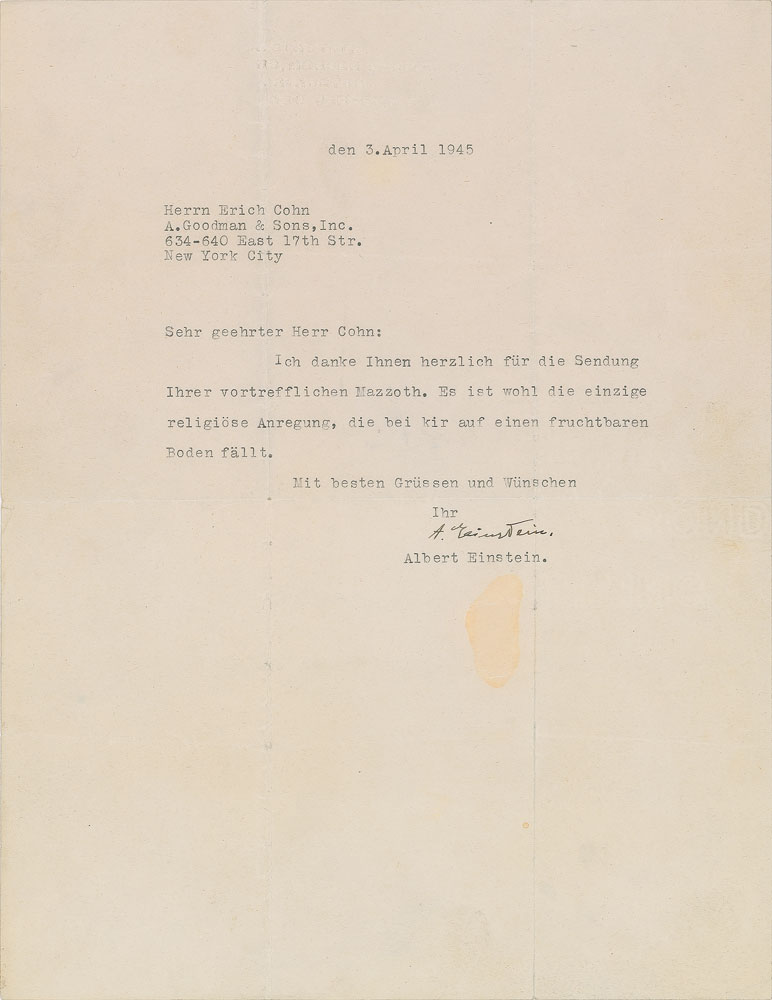 den 3.April 1945
Herrn Erich Cohn
A.Goodman & Sons,Inc.
634-640 East 17th Str.
New York City
Sehr geehrter Herr Cohn:
Ich danke Ihnen herzlich für die Sendung
Ihrer vortrefflichen Mazzoth. Es ist wohl die einzige
religiöse Anregung, die bei kir auf einen fruchtbaren
Boden fällt.
Mit besten Grüssen und Wünschen
Ihr
A. Einstein.
Albert Einstein.